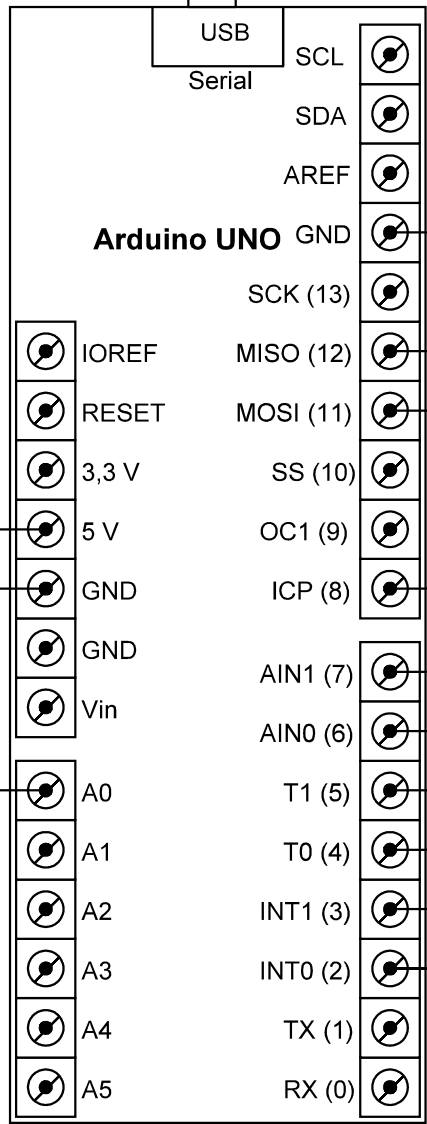 USB
Serial
SCL
SDA
AREF
Arduino UNO GND
SCK (13)
IOREF MISO (12)
RESET MOSI (11)
3,3 V SS (10)
5 V OC1 (9)
GND ICP (8)
GND
AIN1 (7)
Vin
AIN0 (6)
A0 T1 (5)
A1 T0 (4)
A2 INT1 (3)
A3 INT0 (2)
A4 TX (1)
A5 RX (0)